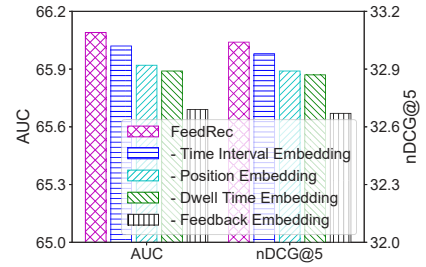 66.2
65.9
65.6
65.3
65.0
AUC
33.2
32.9
32.6
32.3
32.0
nDCG@5
FeedRec
- Time Interval Embedding
- Position Embedding
- Dwell Time Embedding
- Feedback Embedding
AUC
nDCG@5